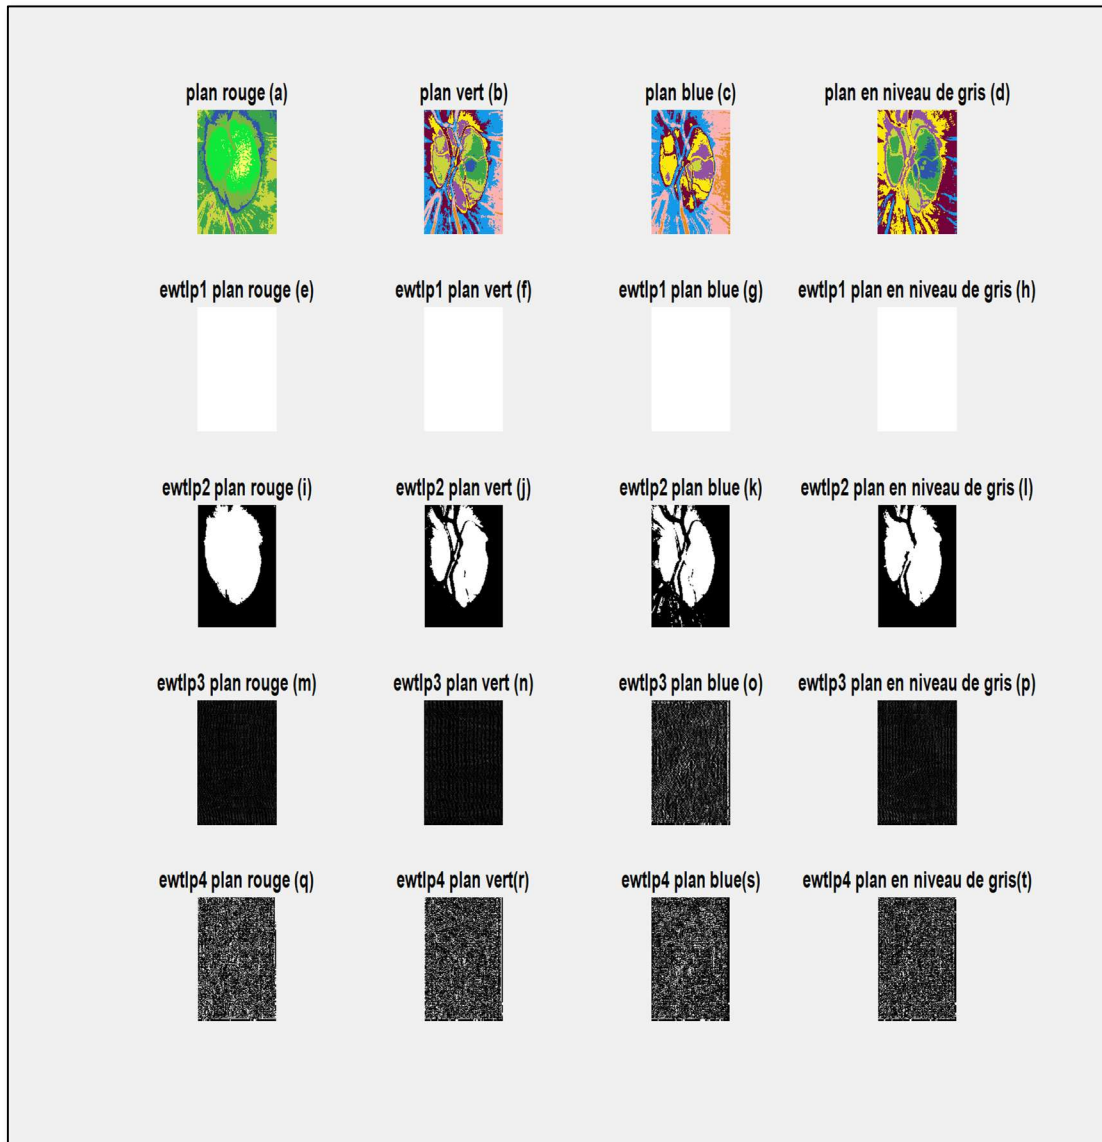 plan rouge (a) plan vert (b) plan blue (c) plan en niveau de gris (d)
ewtlp1 plan rouge (e) ewtlp1 plan vert (f) ewtlp1 plan blue (g) ewtlp1 plan en niveau de gris (h)
ewtlp2 plan rouge (i) ewtlp2 plan vert (j) ewtlp2 plan blue (k) ewtlp2 plan en niveau de gris (l)
ewtlp3 plan rouge (m) ewtlp3 plan vert (n) ewtlp3 plan blue (o) ewtlp3 plan en niveau de gris (p)
ewtlp4 plan rouge (q) ewtlp4 plan vert(r) ewtlp4 plan blue(s) ewtlp4 plan en niveau de gris(t)